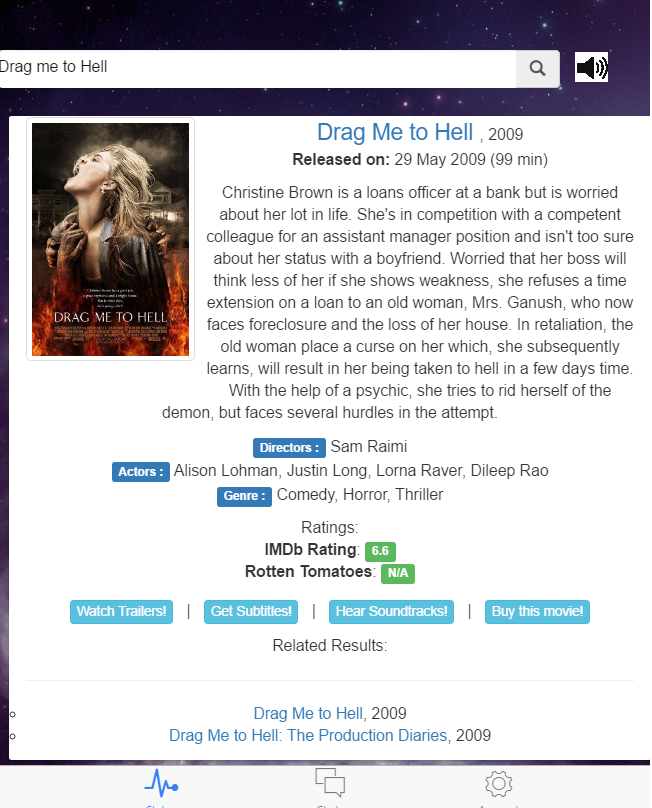 Drag me to Hell
Drag Me to Hell , 2009
Released on: 29 May 2009 (99 min)
Christine Brown is a loans officer at a bank but is worried
about her lot in life. She's in competition with a competent
colleague for an assistant manager position and isn't too sure
about her status with a boyfriend. Worried that her boss will
think less of her if she shows weakness, she refuses a time
extension on a loan to an old woman, Mrs. Ganush, who now
faces foreclosure and the loss of her house. In retaliation, the
old woman place a curse on her which, she subsequently
learns, will result in her being taken to hell in a few days time.
With the help of a psychic, she tries to rid herself of the
demon, but faces several hurdles in the attempt.
DRAG ME TO HELL
Directors : Sam Raimi
Actors : Alison Lohman, Justin Long, Lorna Raver, Dileep Rao
Genre : Comedy, Horror, Thriller
Ratings:
IMDb Rating: 6.6
Rotten Tomatoes: N/A
Watch Trailers! | Get Subtitles! | Hear Soundtracks! | Buy this movie!
Related Results:
Drag Me to Hell, 2009
Drag Me to Hell: The Production Diaries, 2009